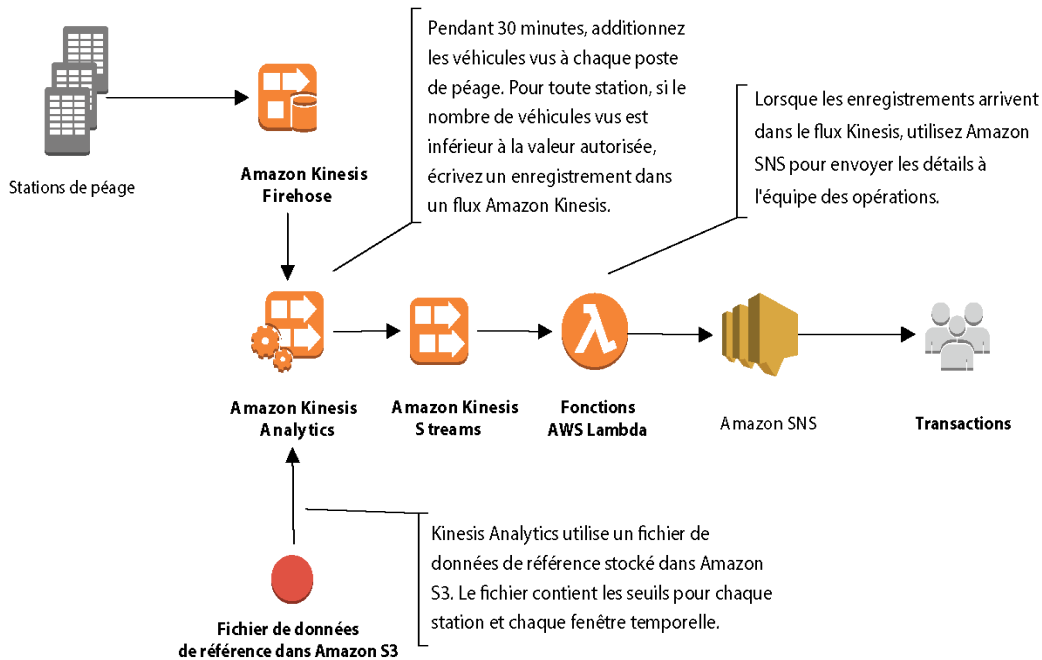 Pendant 30 minutes, additionnez
les véhicules vus à chaque poste
de péage. Pour toute station, si le
nombre de véhicules vus est
inférieur à la valeur autorisée,
écrivez un enregistrement dans
un flux Amazon Kinesis.
Lorsque les enregistrements arrivent
dans le flux Kinesis, utilisez Amazon
SNS pour envoyer les détails à
l'équipe des opérations.
Stations de péage
Amazon Kinesis
Firehose
Amazon Kinesis
Analytics
Amazon Kinesis
Streams
Fonctions
AWS Lambda
Amazon SNS
Transactions
Kinesis Analytics utilise un fichier de
données de référence stocké dans Amazon
S3. Le fichier contient les seuils pour chaque
station et chaque fenêtre temporelle.
Fichier de données
de référence dans Amazon S3